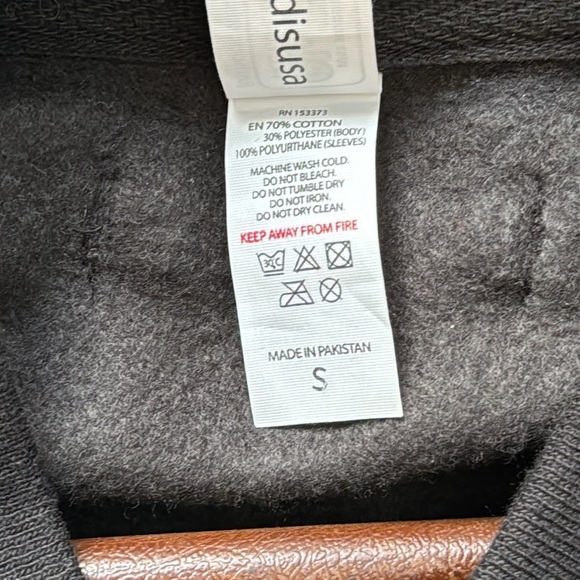 disusa
RN 153373
EN 70% COTTON
30% POLYESTER (BODY)
100% POLYURTHANE (SLEEVES)
MACHINE WASH COLD.
DO NOT BLEACH.
DO NOT TUMBLE DRY
DO NOT IRON.
DO NOT DRY CLEAN.
KEEP AWAY FROM FIRE
30C
MADE IN PAKISTAN
S